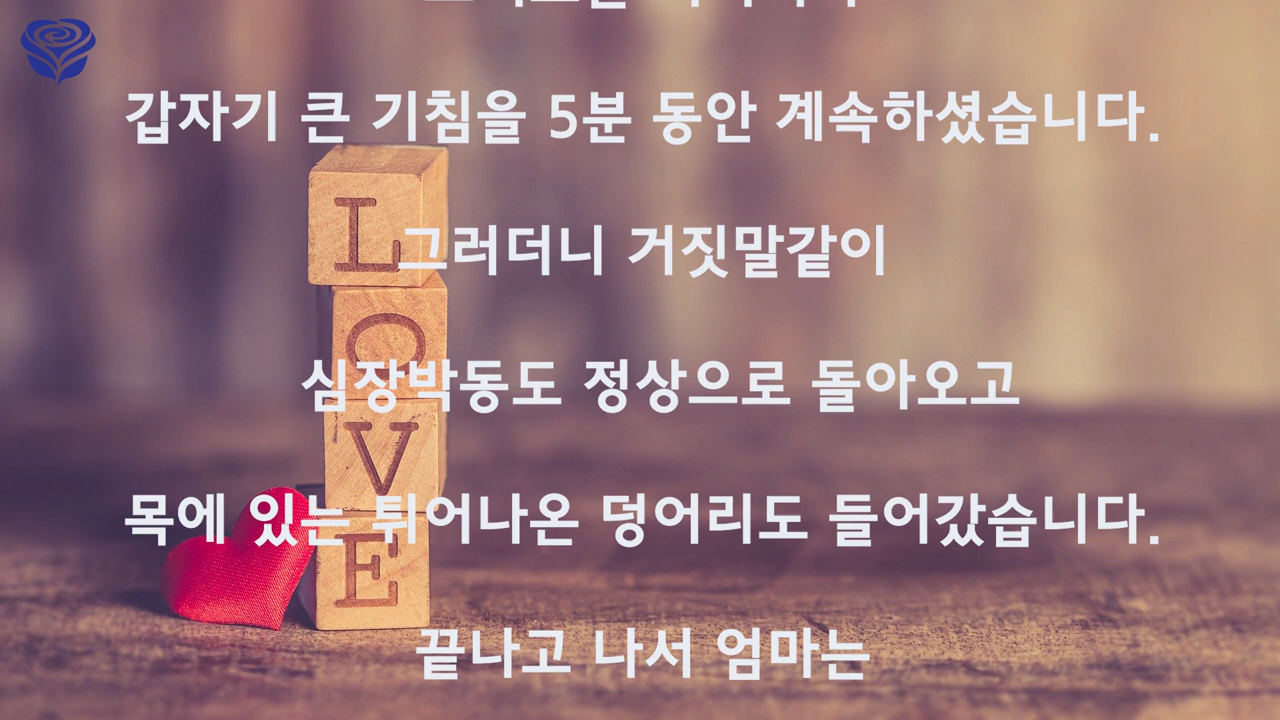 갑자기 큰 기침을 5분 동안 계속하셨습니다.
그러더니 거짓말같이
심장박동도 정상으로 돌아오고
목에 있는 튀어나온 덩어리도 들어갔습니다.
끝나고 나서 엄마는
L
O
V
E